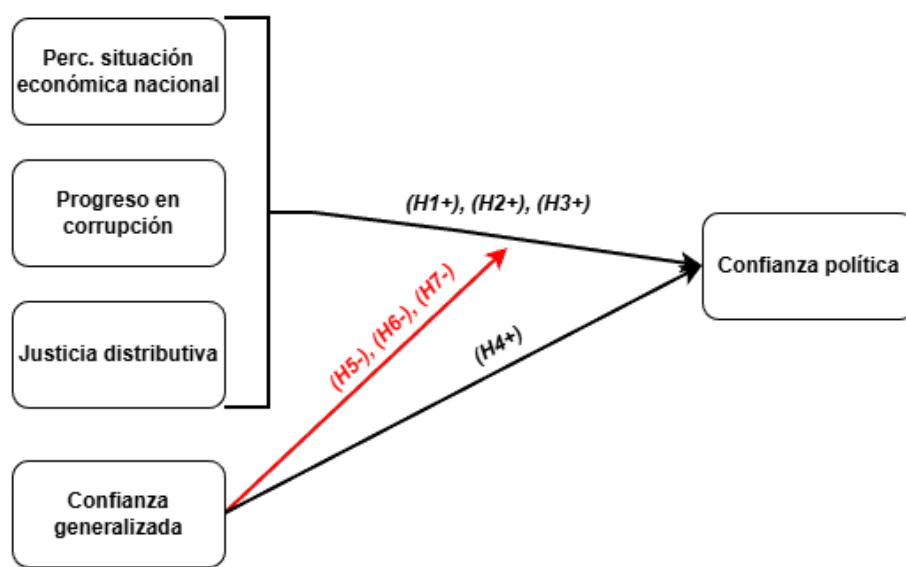 Perc. situación
económica nacional
Progreso en
corrupción
(H1+), (H2+), (H3+)
Confianza política
Justicia distributiva
(H5-), (H6-), (H7-)
(H4+)
Confianza
generalizada